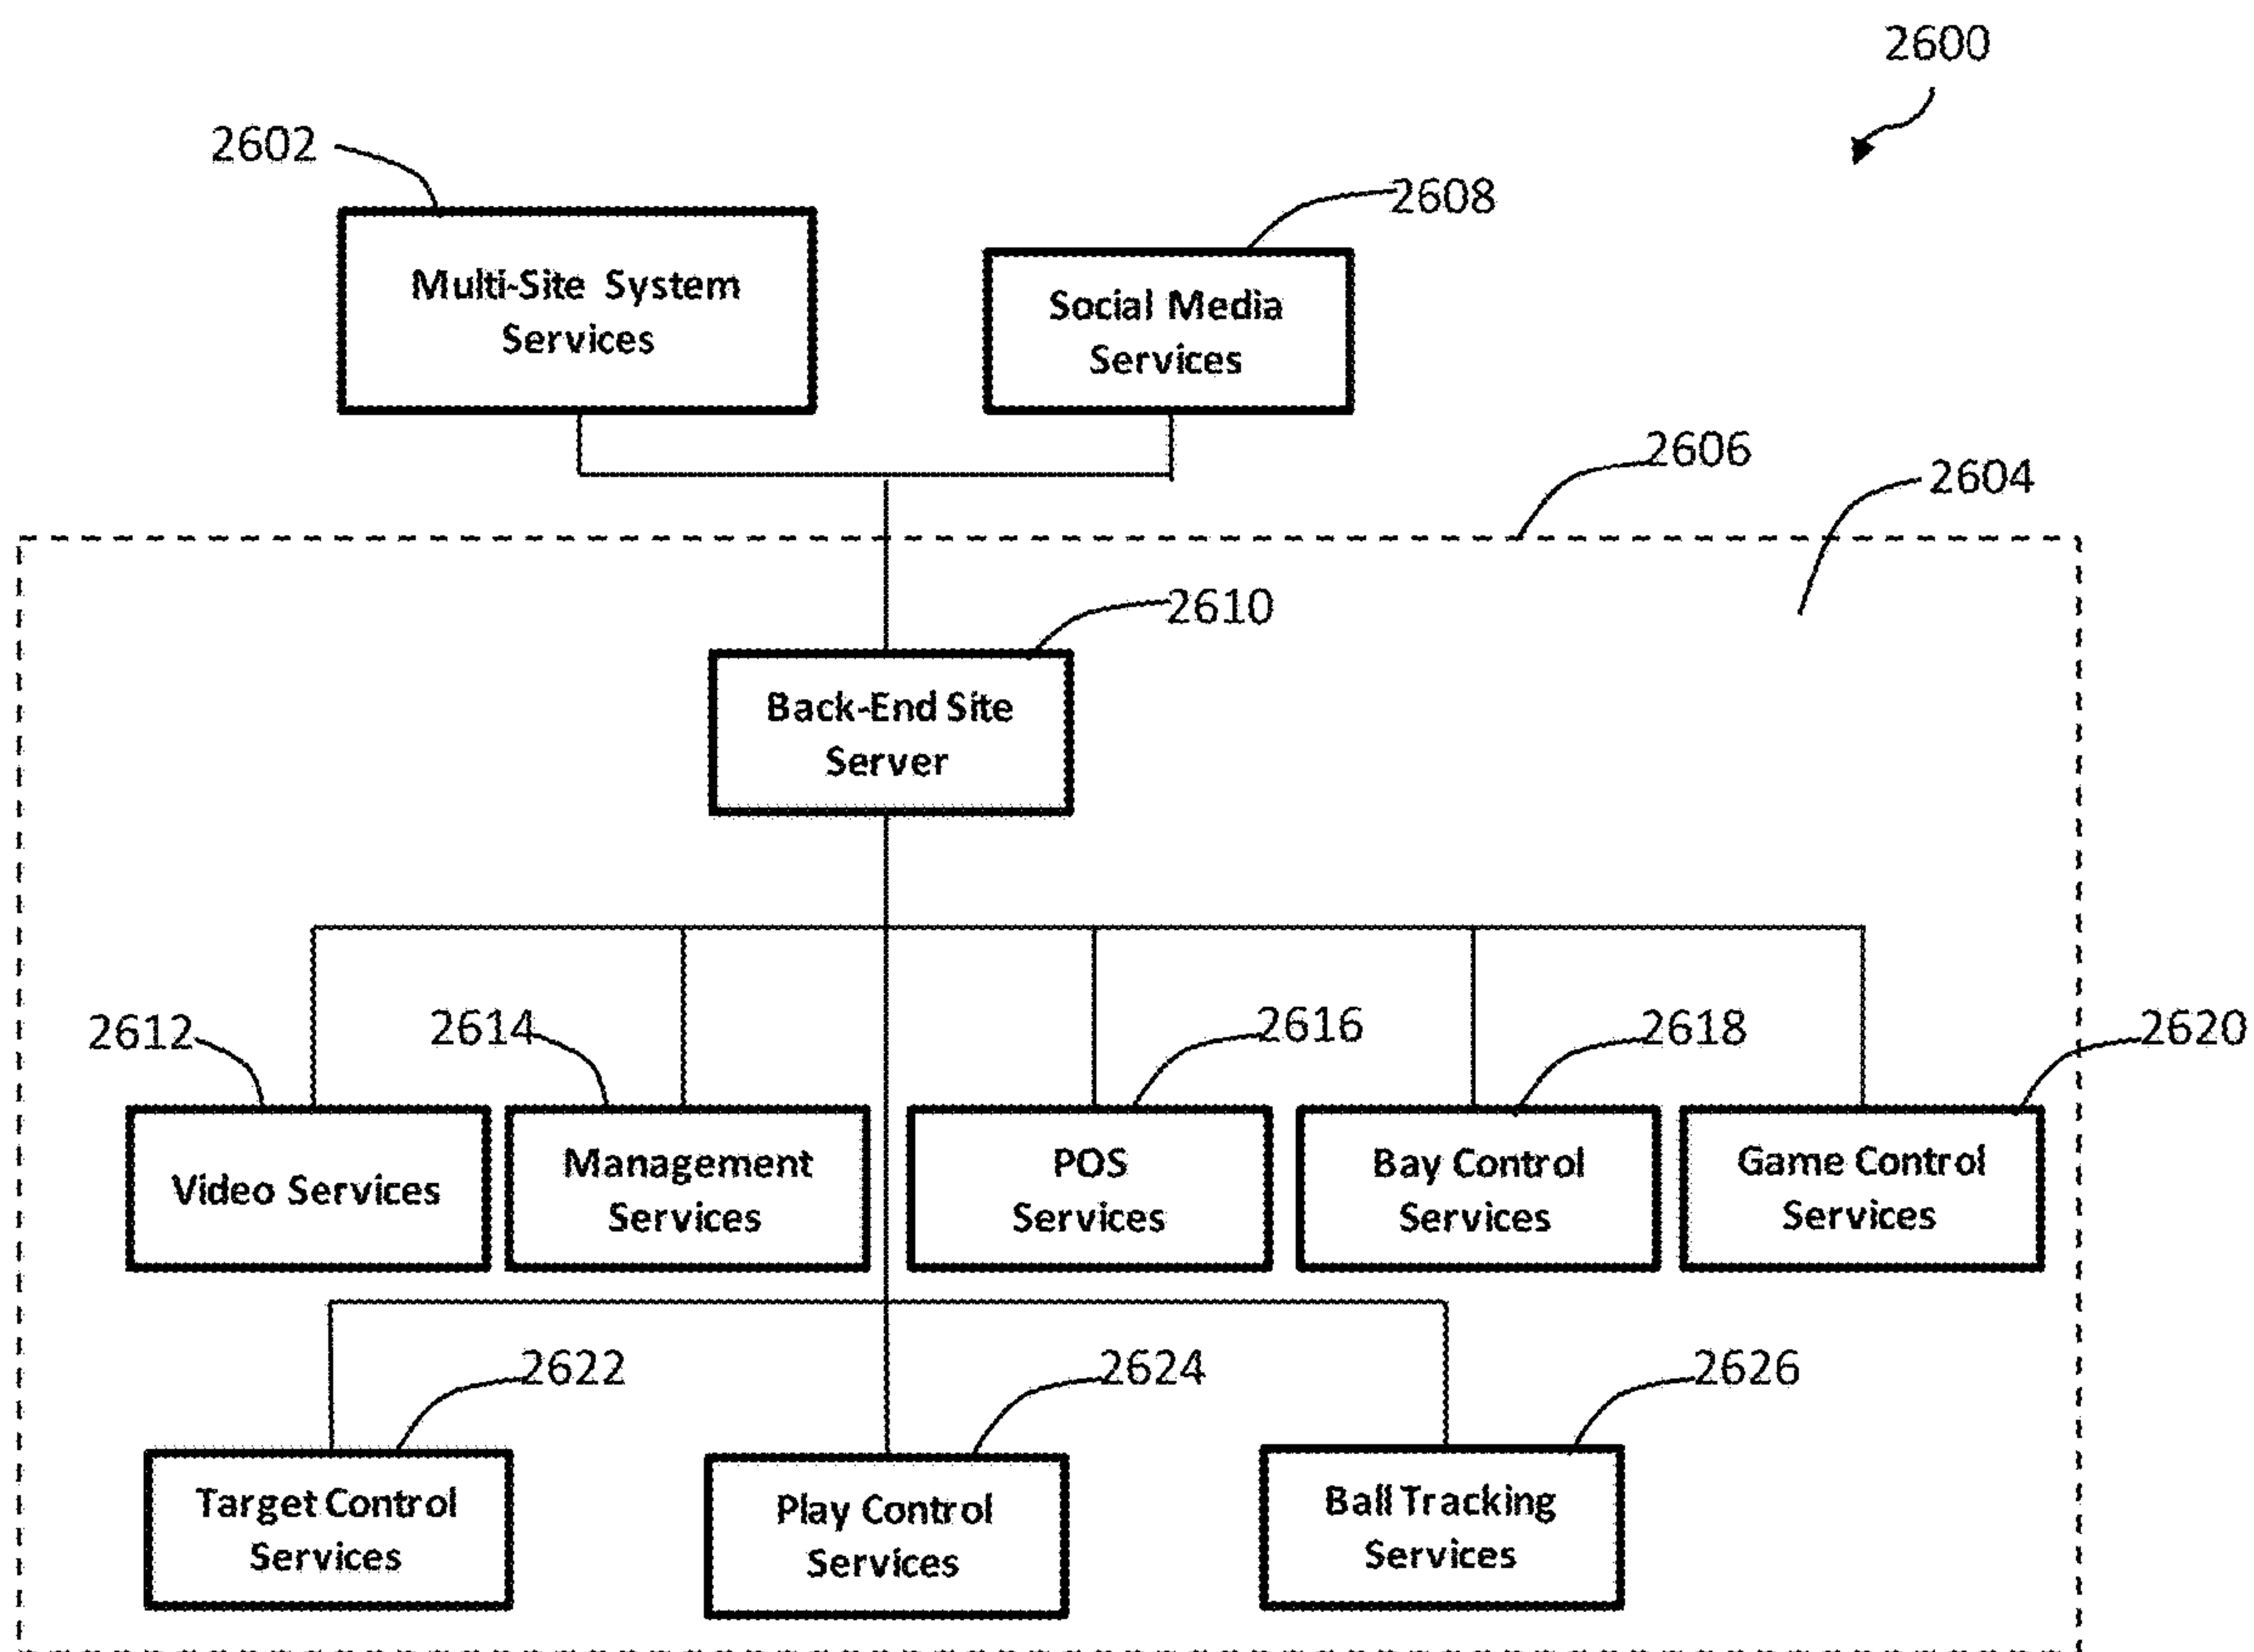 2600
2602
2608
Multi-Site System
Services
Social Media
Services
2606
2604
2610
Back-End Site
Server
2612
2614
2616
2618
2620
Video Services
Management
Services
POS
Services
Bay Control
Services
Game Control
Services
2622
2624
2626
Target Control
Services
Play Control
Services
Ball Tracking
Services